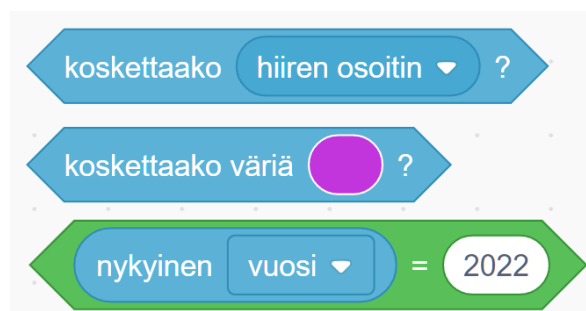 koskettaako hiiren osoitin ?
koskettaako väriä ?
nykyinen vuosi = 2022